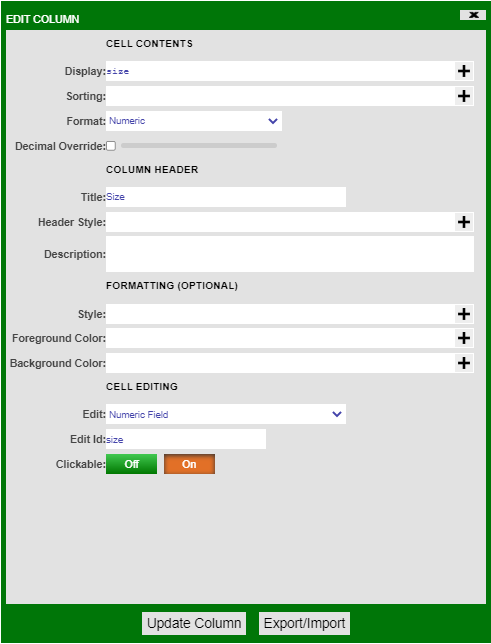 EDIT COLUMN
X
CELL CONTENTS
Display: size
Sorting:
Format: Numeric
Decimal Override:
COLUMN HEADER
Title: Size
Header Style:
Description:
FORMATTING (OPTIONAL)
Style:
Foreground Color:
Background Color:
CELL EDITING
Edit: Numeric Field
Edit Id: size
Clickable: Off On
Update Column Export/Import